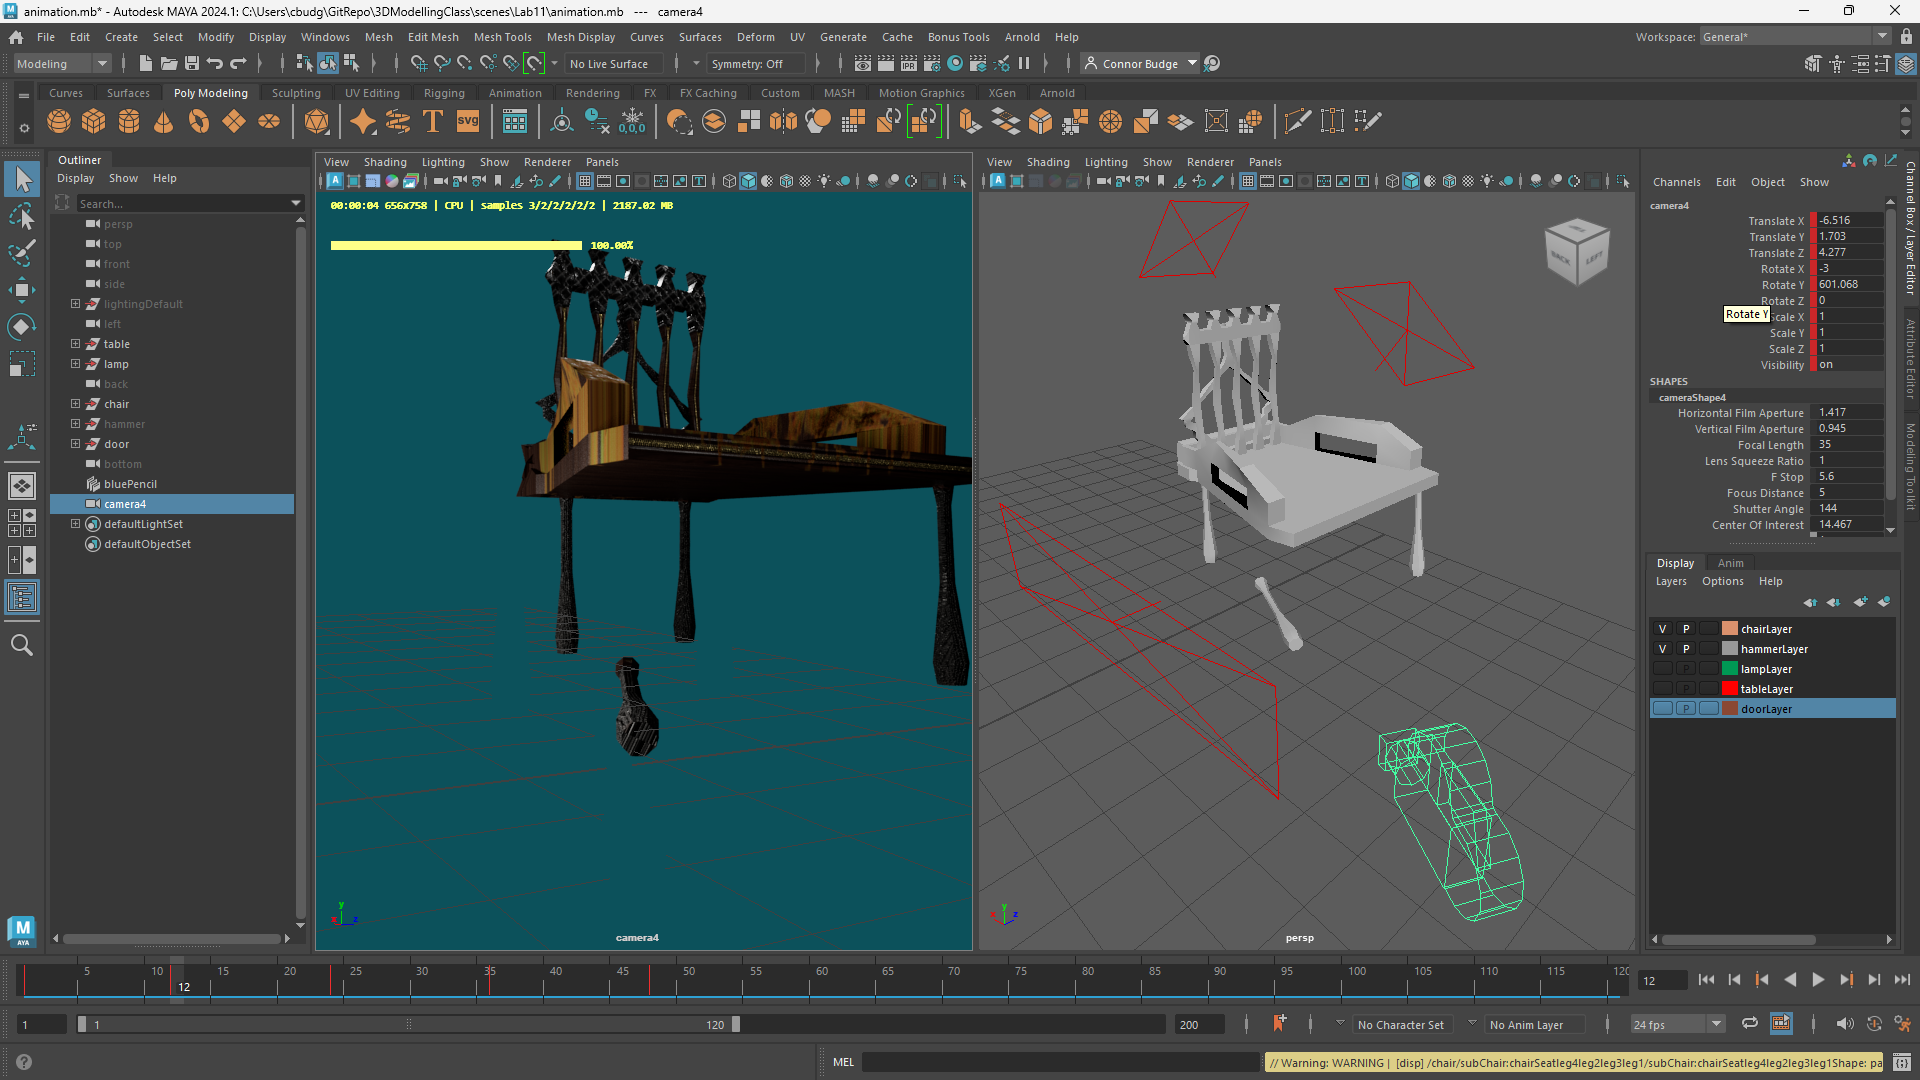 animation.mb* - Autodesk MAYA 2024.1: C:\Users\cbudg\GitRepo\3DModellingClass\scenes\Lab11\animation.mb --- camera4
File Edit Create Select Modify Display Windows Mesh Edit Mesh Mesh Tools Mesh Display Curves Surfaces Deform UV Generate Cache Bonus Tools Arnold Help
Workspace: General*
Modeling
No Live Surface
Symmetry: Off
Connor Budge
Curves Surfaces Poly Modeling Sculpting UV Editing Rigging Animation Rendering FX FX Caching Custom MASH Motion Graphics XGen Arnold
Outliner
Display Show Help
Search...
persp
top
front
side
lightingDefault
left
table
lamp
back
chair
hammer
door
bottom
bluePencil
camera4
defaultLightSet
defaultObjectSet
View Shading Lighting Show Renderer Panels
00:00:04 656x758 | CPU | samples 3/2/2/2/2/2 | 2187.02 MB
100.00%
camera4
View Shading Lighting Show Renderer Panels
BACK LEFT
persp
Channels Edit Object Show
camera4
Translate X -6.516
Translate Y 1.703
Translate Z 4.277
Rotate X -3
Rotate Y 601.068
Rotate Z 0
Rotate Y
Scale X 1
Scale Y 1
Scale Z 1
Visibility on
SHAPES
cameraShape4
Horizontal Film Aperture 1.417
Vertical Film Aperture 0.945
Focal Length 35
Lens Squeeze Ratio 1
F Stop 5.6
Focus Distance 5
Shutter Angle 144
Center Of Interest 14.467
Channel Box / Layer Editor
Attribute Editor
Modeling Toolkit
Display Anim
Layers Options Help
V P chairLayer
V P hammerLayer
P lampLayer
P tableLayer
P doorLayer
5 10 15 20 25 30 35 40 45 50 55 60 65 70 75 80 85 90 95 100 105 110 115 120
12
12
1
1
120
200
No Character Set
No Anim Layer
24 fps
MEL
// Warning: WARNING | [disp] /chair/subChair:chairSeatleg4leg2leg3leg1/subChair:chairSeatleg4leg2leg3leg1Shape: pa